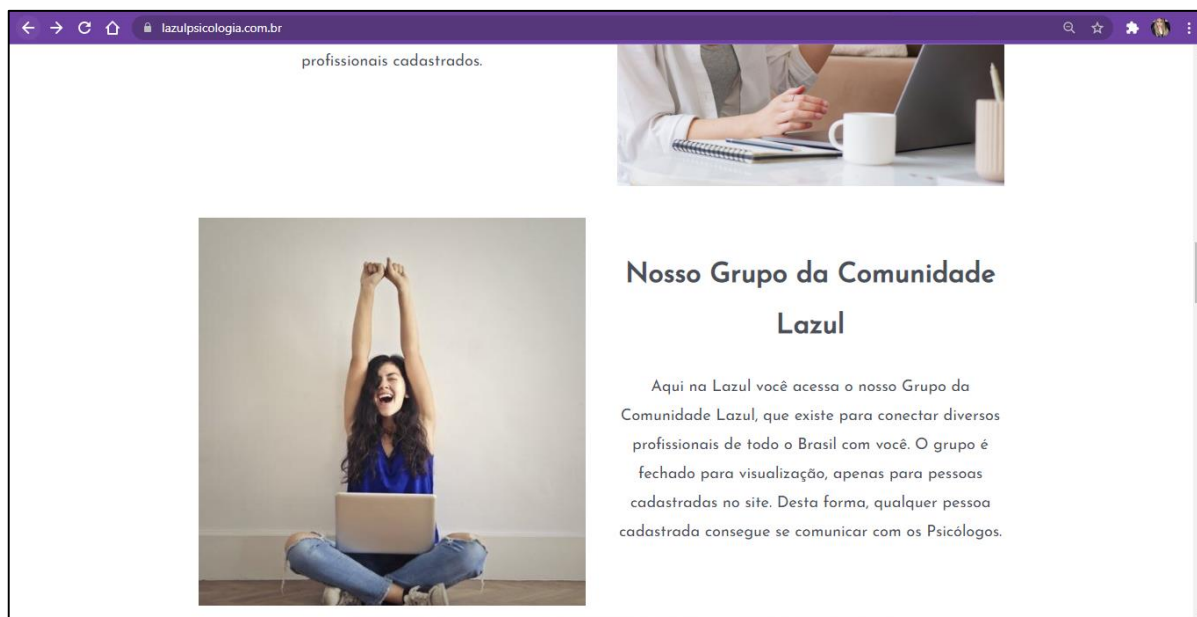 lazulpsicologia.com.br
profissionais cadastrados.
Nosso Grupo da Comunidade
Lazul
Aqui na Lazul você acessa o nosso Grupo da
Comunidade Lazul, que existe para conectar diversos
profissionais de todo o Brasil com você. O grupo é
fechado para visualização, apenas para pessoas
cadastradas no site. Desta forma, qualquer pessoa
cadastrada consegue se comunicar com os Psicólogos.